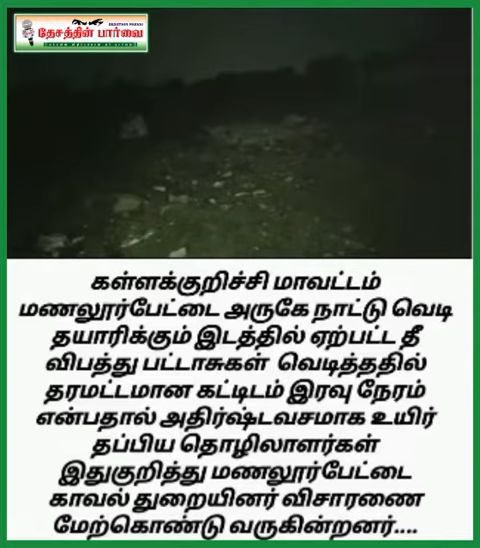 தேசத்தின் பார்வை
கள்ளக்குறிச்சி மாவட்டம்
மணலூர்பேட்டை அருகே நாட்டு வெடி
தயாரிக்கும் இடத்தில் ஏற்பட்ட தீ
விபத்து பட்டாசுகள் வெடித்ததில்
தரமட்டமான கட்டிடம் இரவு நேரம்
என்பதால் அதிர்ஷ்டவசமாக உயிர்
தப்பிய தொழிலாளர்கள்
இதுகுறித்து மணலூர்பேட்டை
காவல் துறையினர் விசாரணை
மேற்கொண்டு வருகின்றனர்....